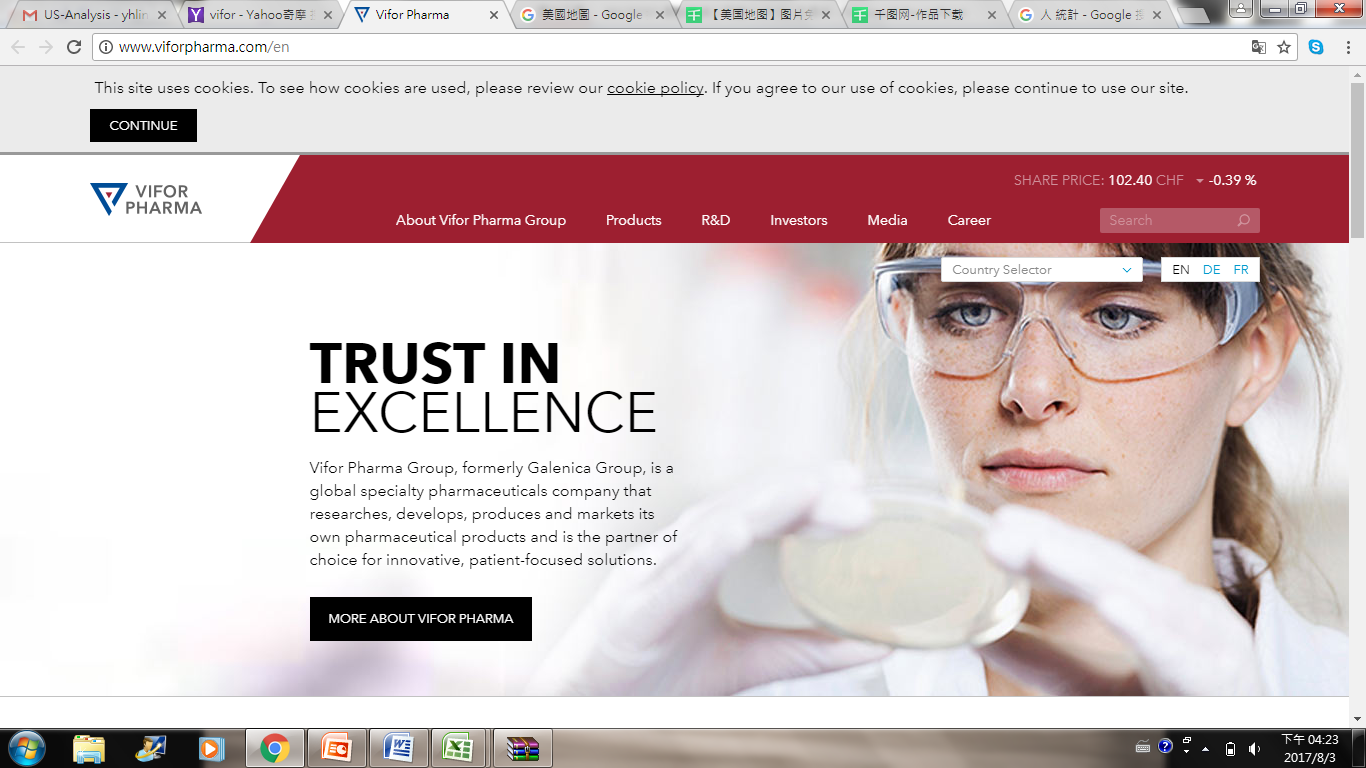 US-Analysis - yhlin
vifor - Yahoo奇摩
Vifor Pharma
美國地圖 - Google
【美国地图】图片
千图网-作品下载
人 統計 - Google
www.viforpharma.com/en
This site uses cookies. To see how cookies are used, please review our cookie policy. If you agree to our use of cookies, please continue to use our site.
CONTINUE
SHARE PRICE: 102.40 CHF -0.39 %
VIFOR
PHARMA
About Vifor Pharma Group Products R&D Investors Media Career Search
Country Selector EN DE FR
TRUST IN
EXCELLENCE
Vifor Pharma Group, formerly Galenica Group, is a
global specialty pharmaceuticals company that
researches, develops, produces and markets its
own pharmaceutical products and is the partner of
choice for innovative, patient-focused solutions.
MORE ABOUT VIFOR PHARMA
下午 04:23
2017/8/3